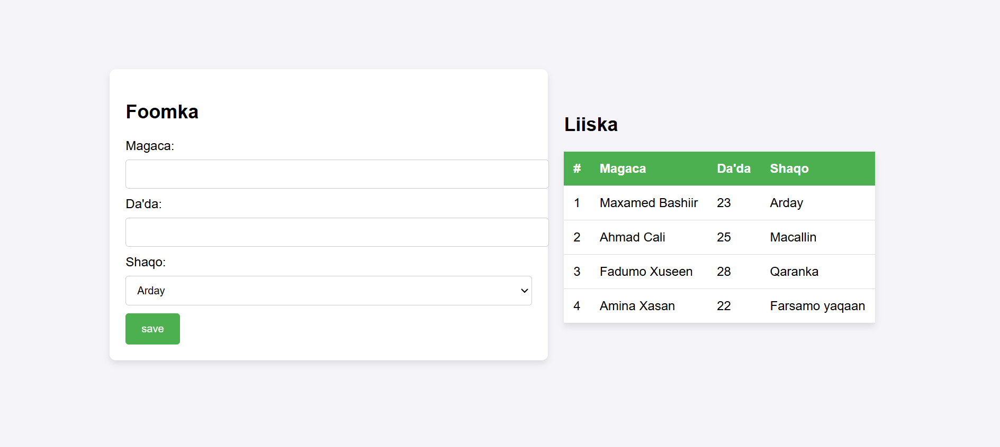 Foomka
Magaca:
Da'da:
Shaqo:
Arday
save
Liiska
# Magaca Da'da Shaqo
1 Maxamed Bashiir 23 Arday
2 Ahmad Cali 25 Macallin
3 Fadumo Xuseen 28 Qaranka
4 Amina Xasan 22 Farsamo yaqaan